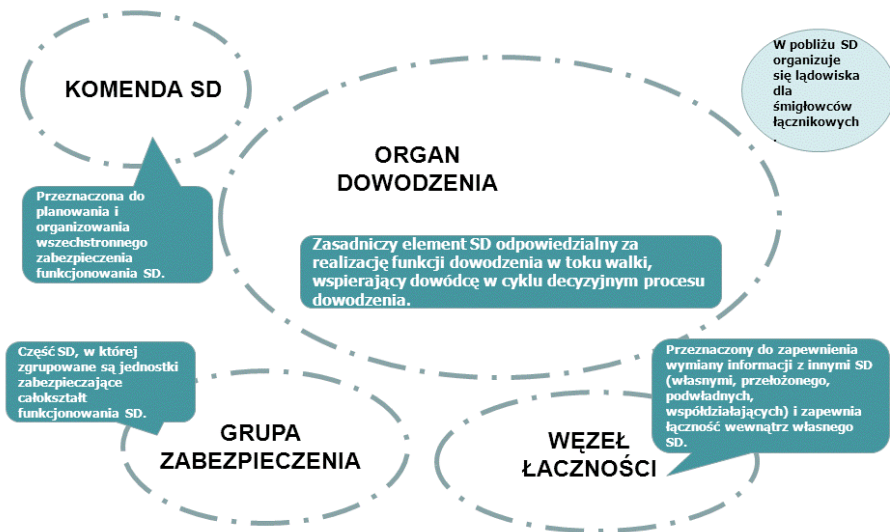 KOMENDA SD
W pobliżu SD
organizuje
się lądowiska
dla
śmigłowców
łącznikowych
.
ORGAN
DOWODZENIA
Przeznaczona do
planowania i
organizowania
wszechstronnego
zabezpieczenia
funkcjonowania SD.
Zasadniczy element SD odpowiedzialny za
realizację funkcji dowodzenia w toku walki,
wspierający dowódcę w cyklu decyzyjnym procesu
dowodzenia.
Część SD, w której
zgrupowane są jednostki
zabezpieczające
całokształt
funkcjonowania SD.
Przeznaczony do zapewnienia
wymiany informacji z innymi SD
(własnymi, przełożonego,
podwładnych,
współdziałających) i zapewnia
łączność wewnątrz własnego
SD.
GRUPA
ZABEZPIECZENIA
WĘZEŁ
ŁACZNOŚCI